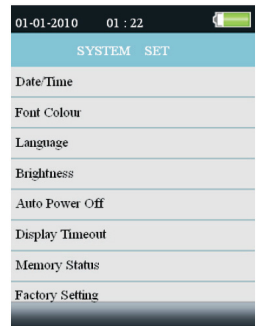 01-01-2010 01 : 22
SYSTEM SET
Date/Time
Font Colour
Language
Brightness
Auto Power Off
Display Timeout
Memory Status
Factory Setting